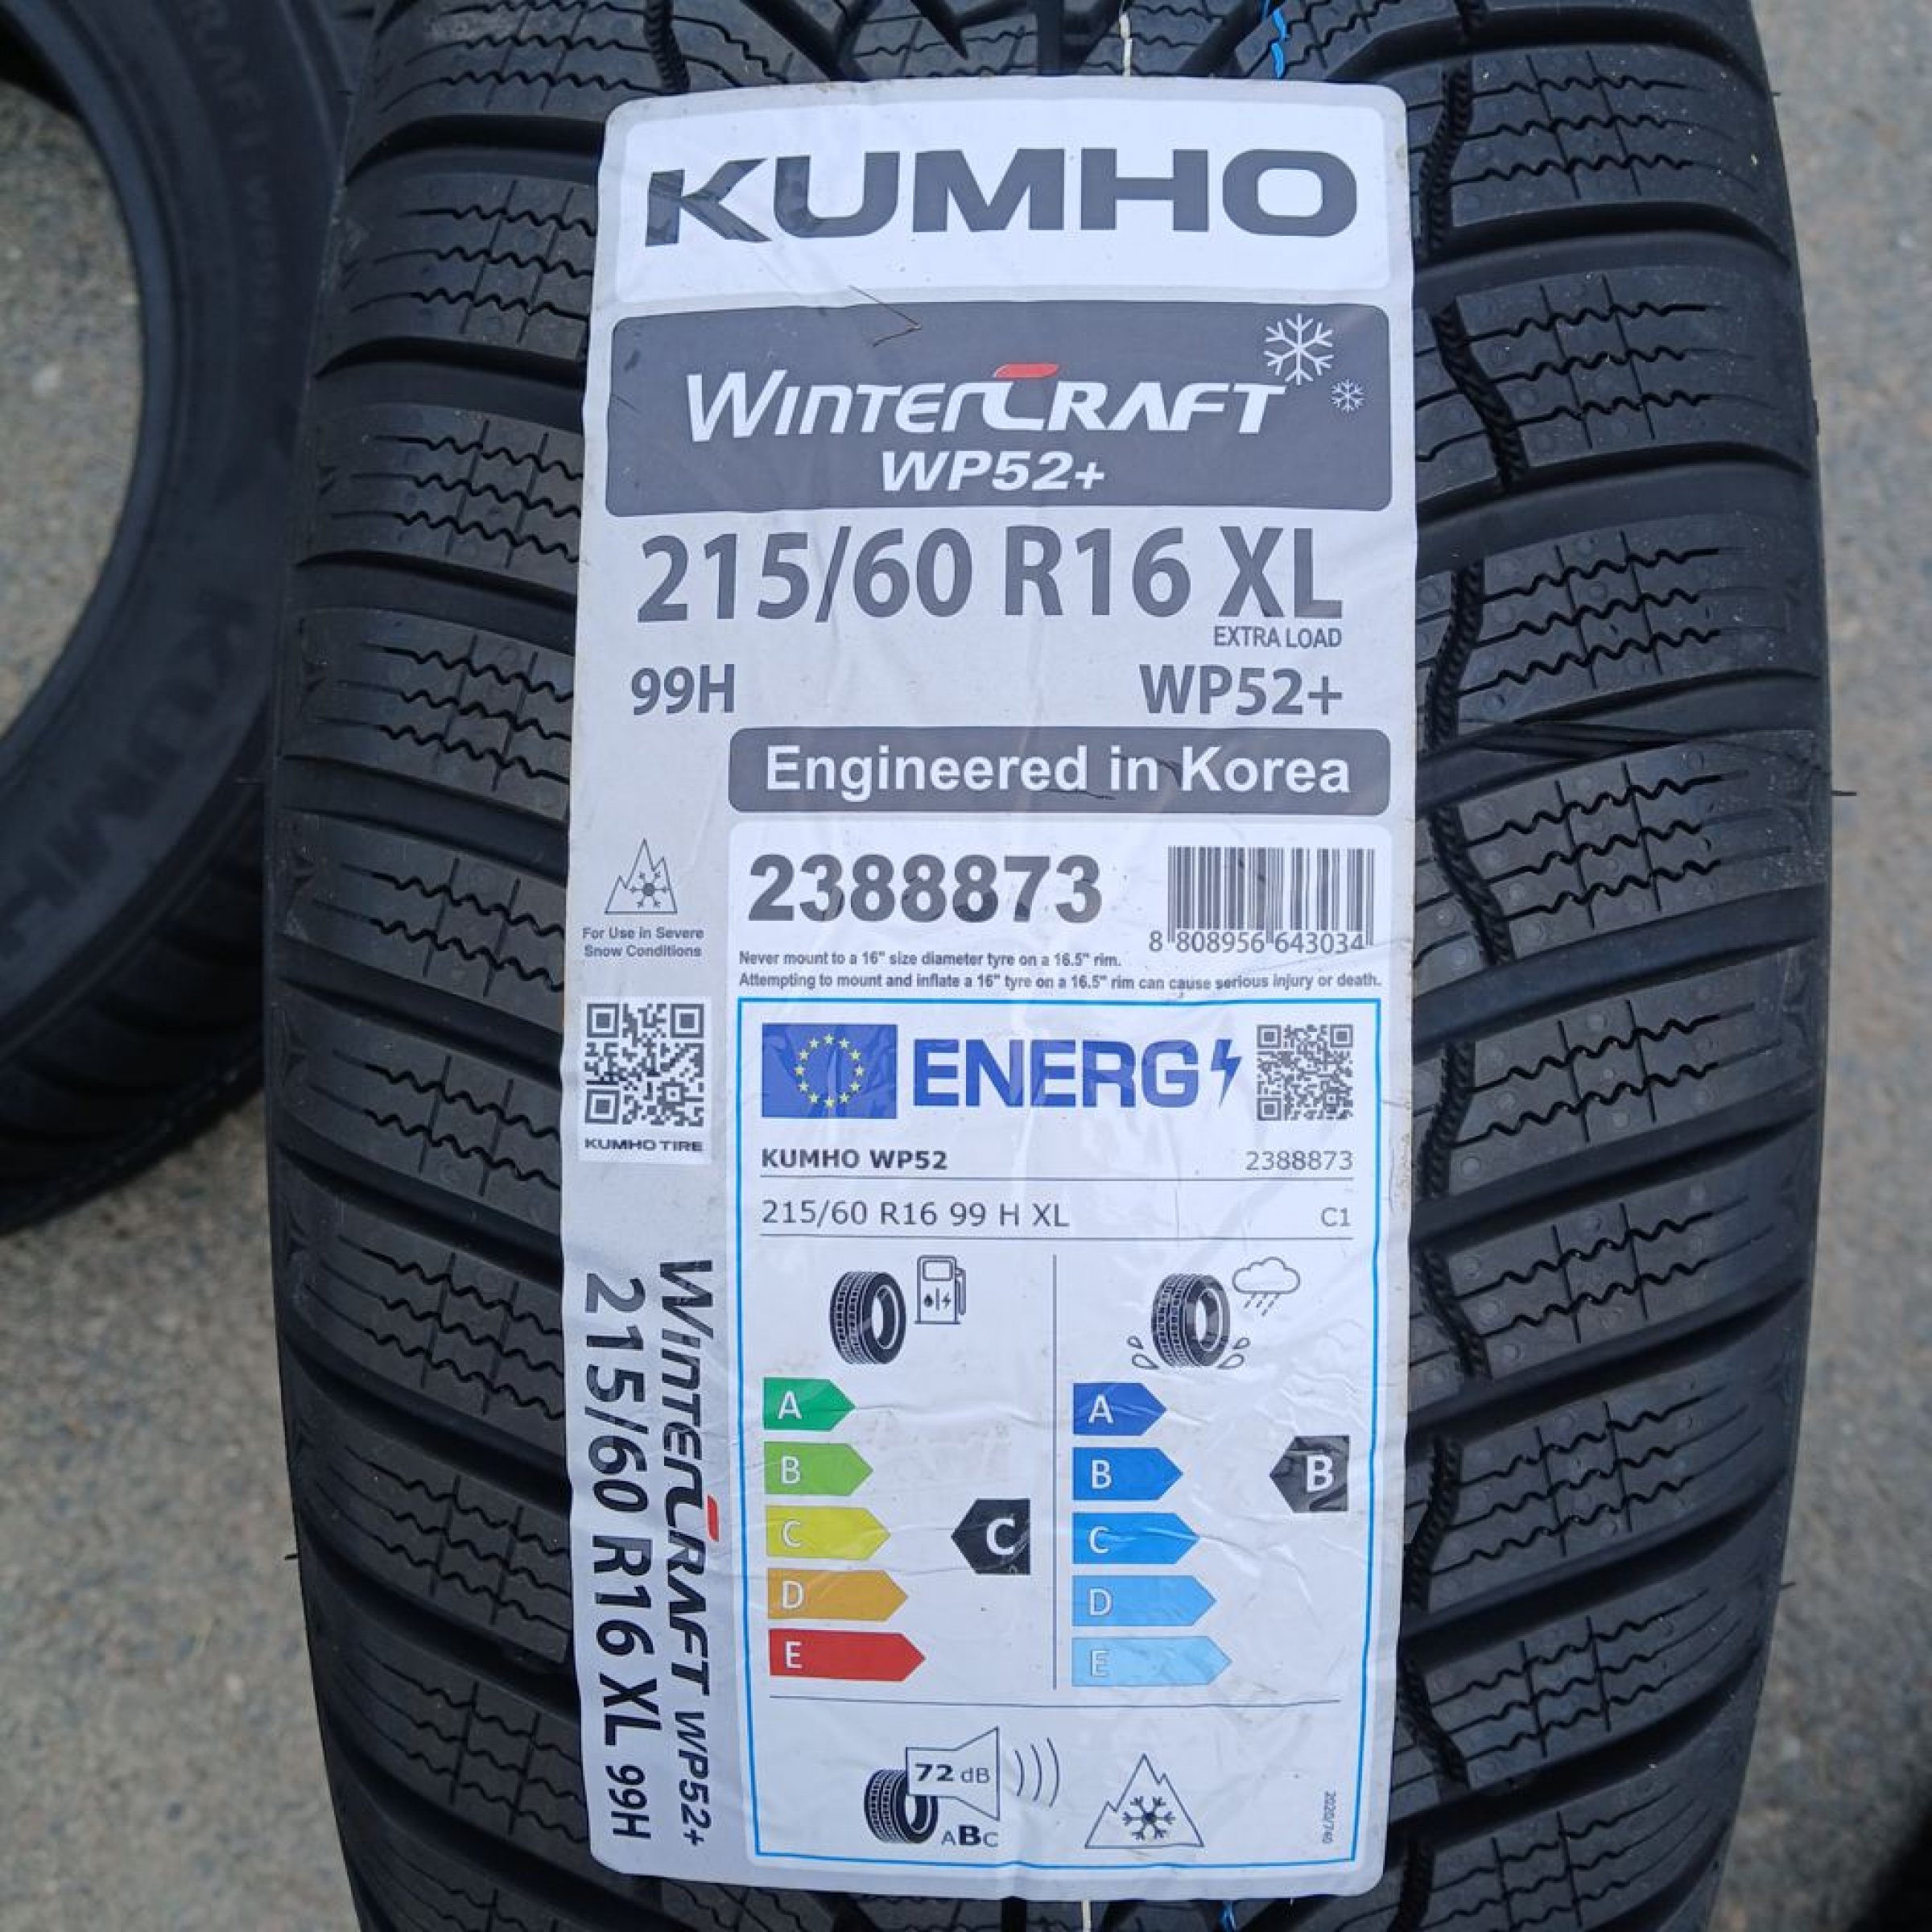 KUMHO
WINTERCRAFT
WP52+
215/60 R16 XL
EXTRA LOAD
99H WP52+
Engineered in Korea
2388873
8 808956 643034
For Use in Severe
Snow Conditions
Never mount to a 16" size diameter tyre on a 16.5" rim.
Attempting to mount and inflate a 16" tyre on a 16.5" rim can cause serious injury or death.
KUMHO TIRE
ENERG
KUMHO WP52 2388873
215/60 R16 99 H XL C1
A A
B B B
C C C
D D
E E
72 dB
ABC
2020/740
WINTERCRAFT WP52+
215/60 R16 XL 99H